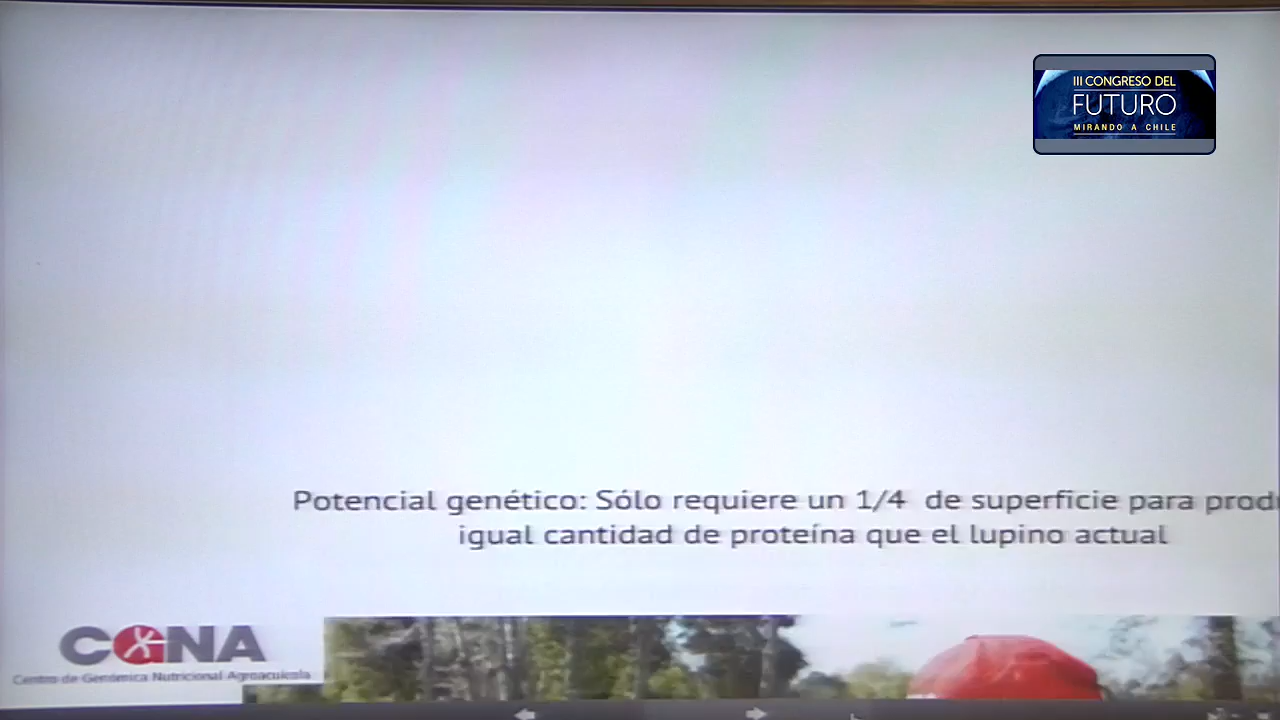 III CONGRESO DEL
FUTURO
MIRANDO A CHILE
Potencial genético: Sólo requiere un 1/4 de superficie para prod
igual cantidad de proteína que el lupino actual
CGNA
Centro de Genómica Nutricional Agroacuícola